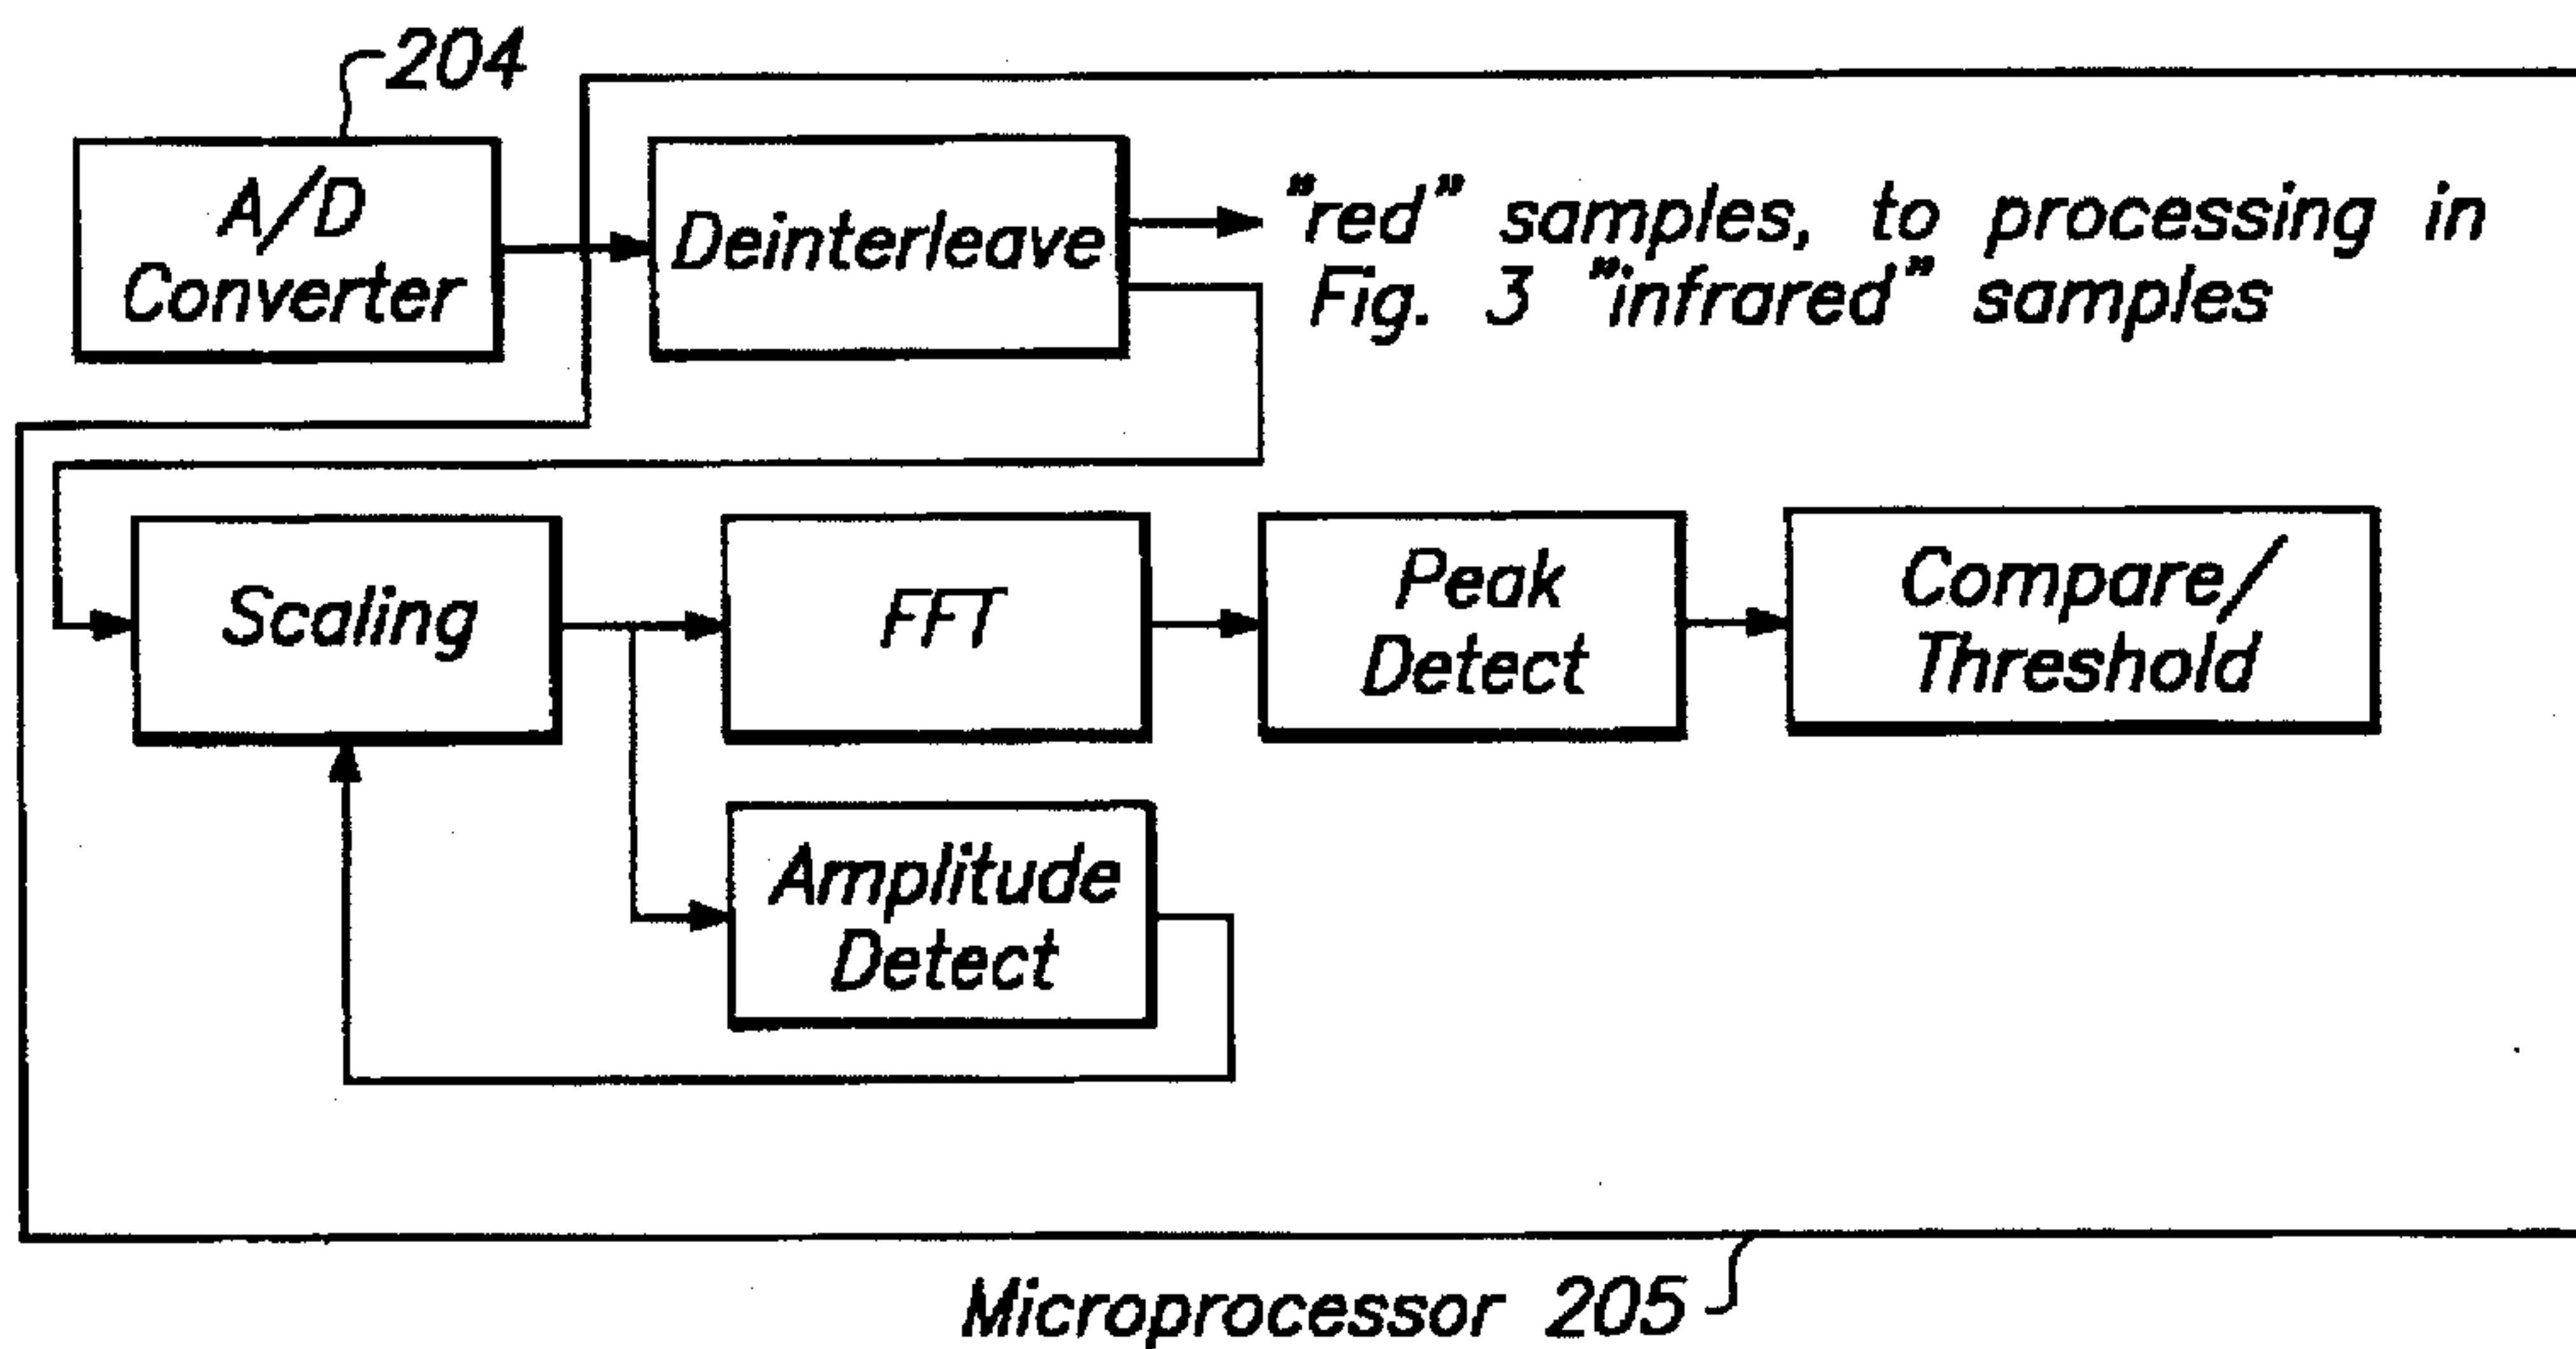 204
A/D
Converter
Deinterleave
"red" samples, to processing in
Fig. 3 "infrared" samples
Scaling
FFT
Peak
Detect
Compare/
Threshold
Amplitude
Detect
Microprocessor 205